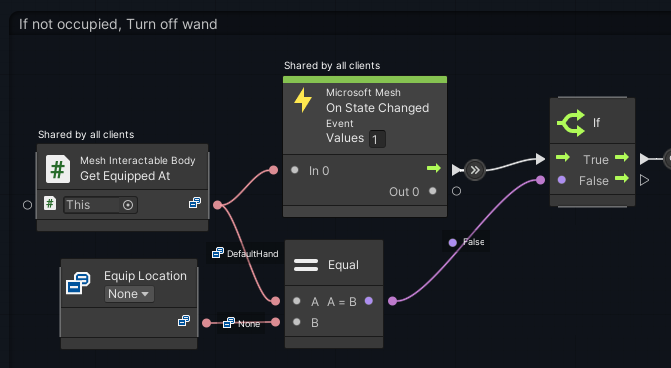 If not occupied, Turn off wand
Shared by all clients
Microsoft Mesh
On State Changed
Event
Values 1
In 0
Out 0
If
True
False
Shared by all clients
Mesh Interactable Body
Get Equipped At
This
DefaultHand
False
Equip Location
None
None
Equal
A A = B
B